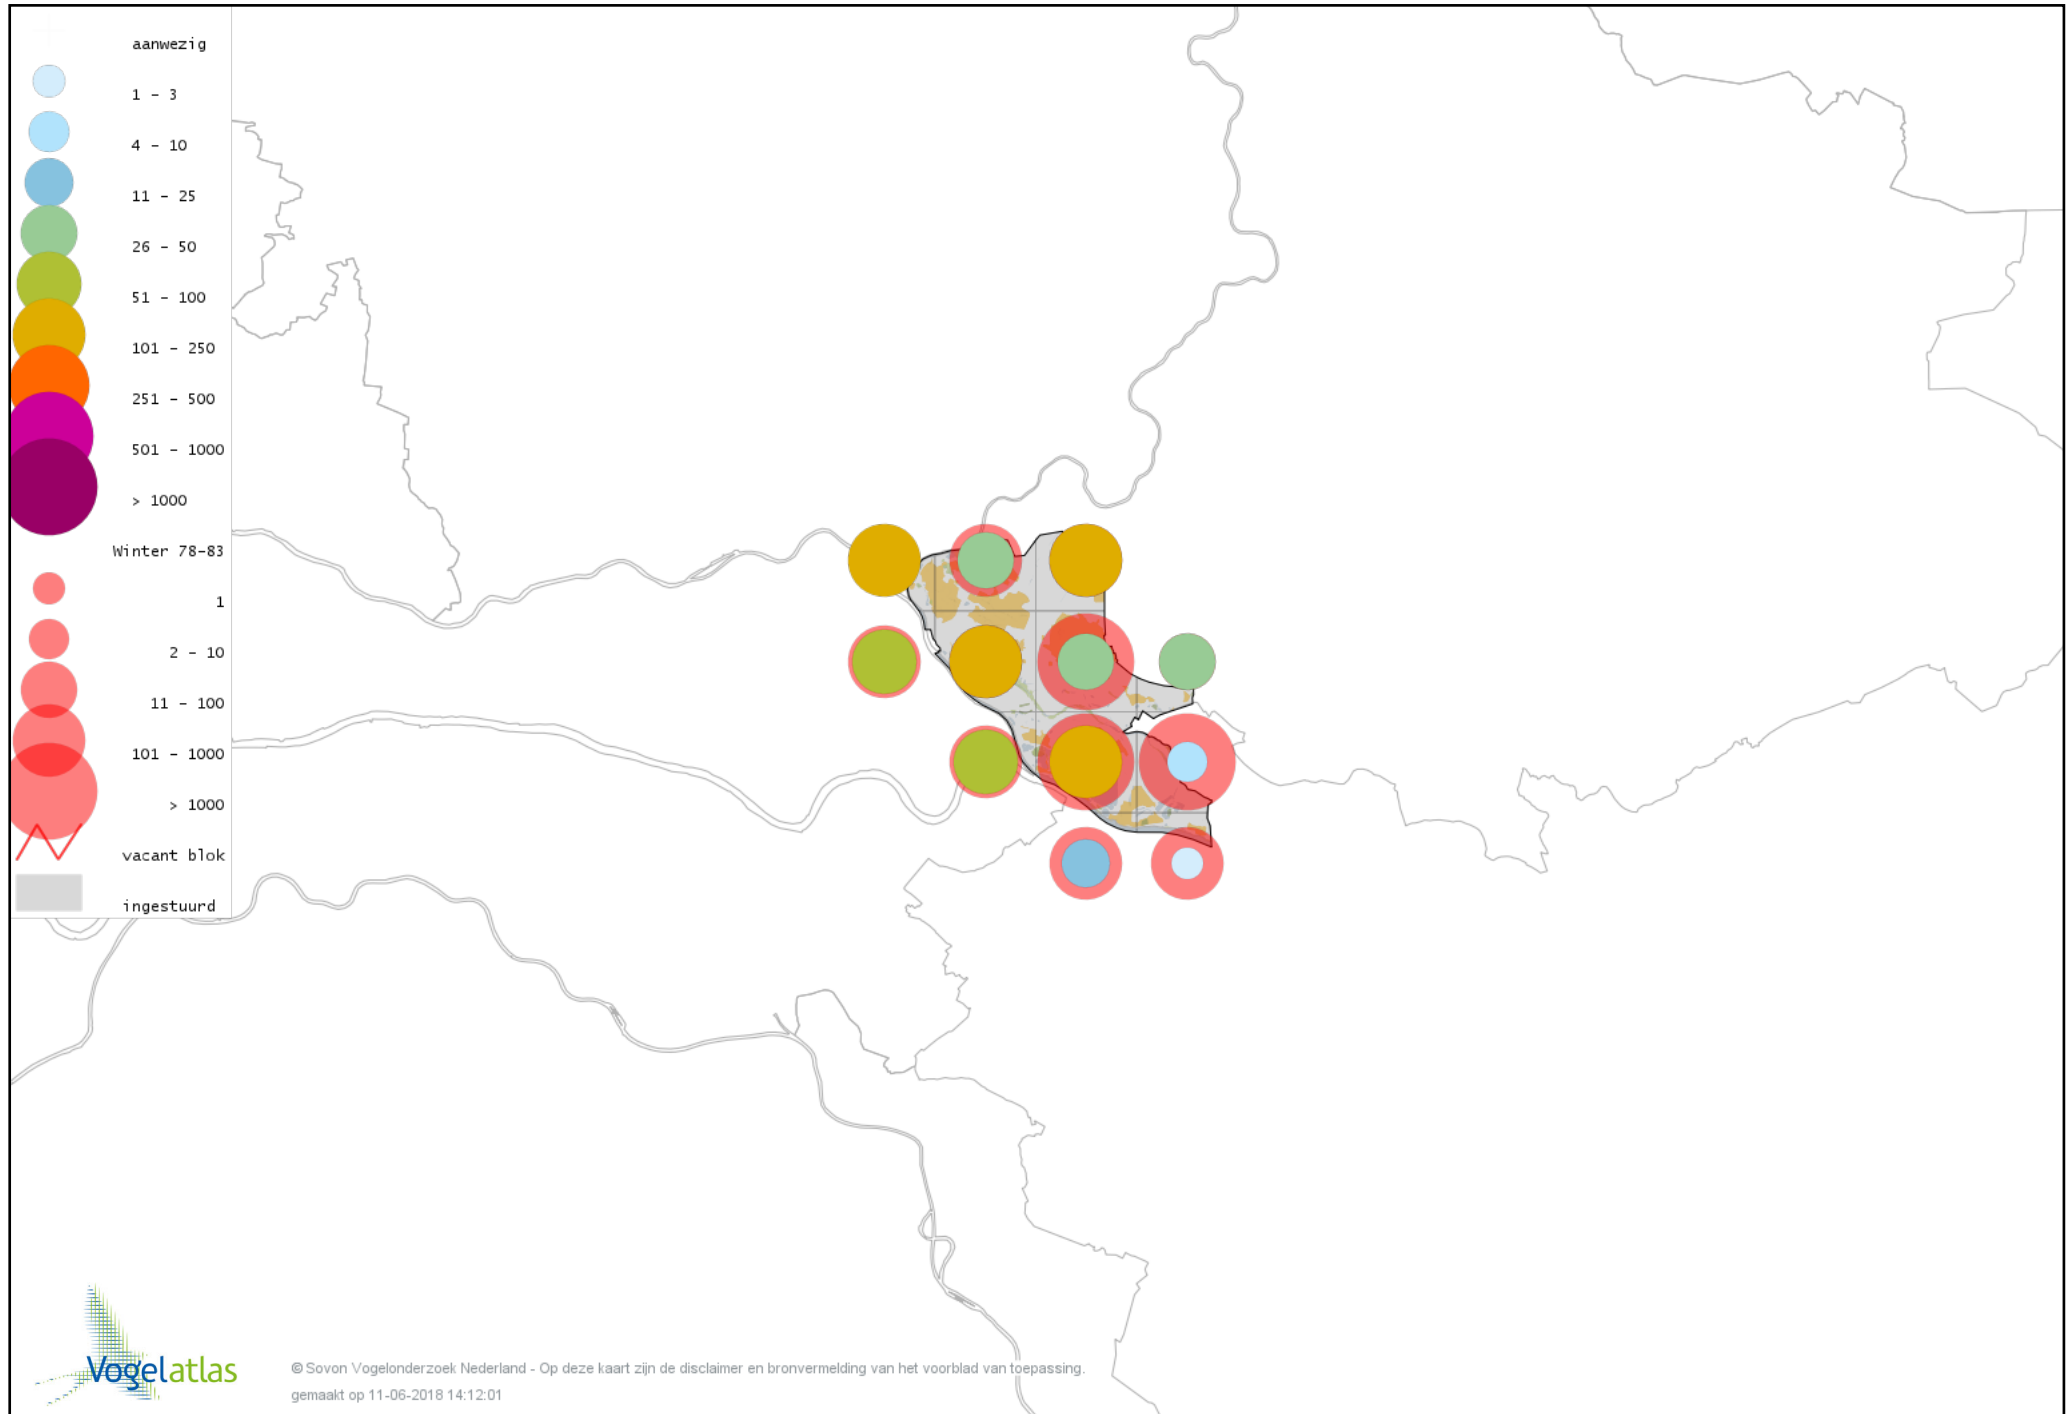 aanwezig
1 - 3
4 - 10
11 - 25
26 - 50
51 - 100
101 - 250
251 - 500
501 - 1000
> 1000
Winter 78-83
1
2 - 10
11 - 100
101 - 1000
> 1000
vacant blok
ingestuurd
Vogelatlas
© Sovon Vogelonderzoek Nederland - Op deze kaart zijn de disclaimer en bronvermelding van het voorblad van toepassing.
gemaakt op 11-06-2018 14:12:01